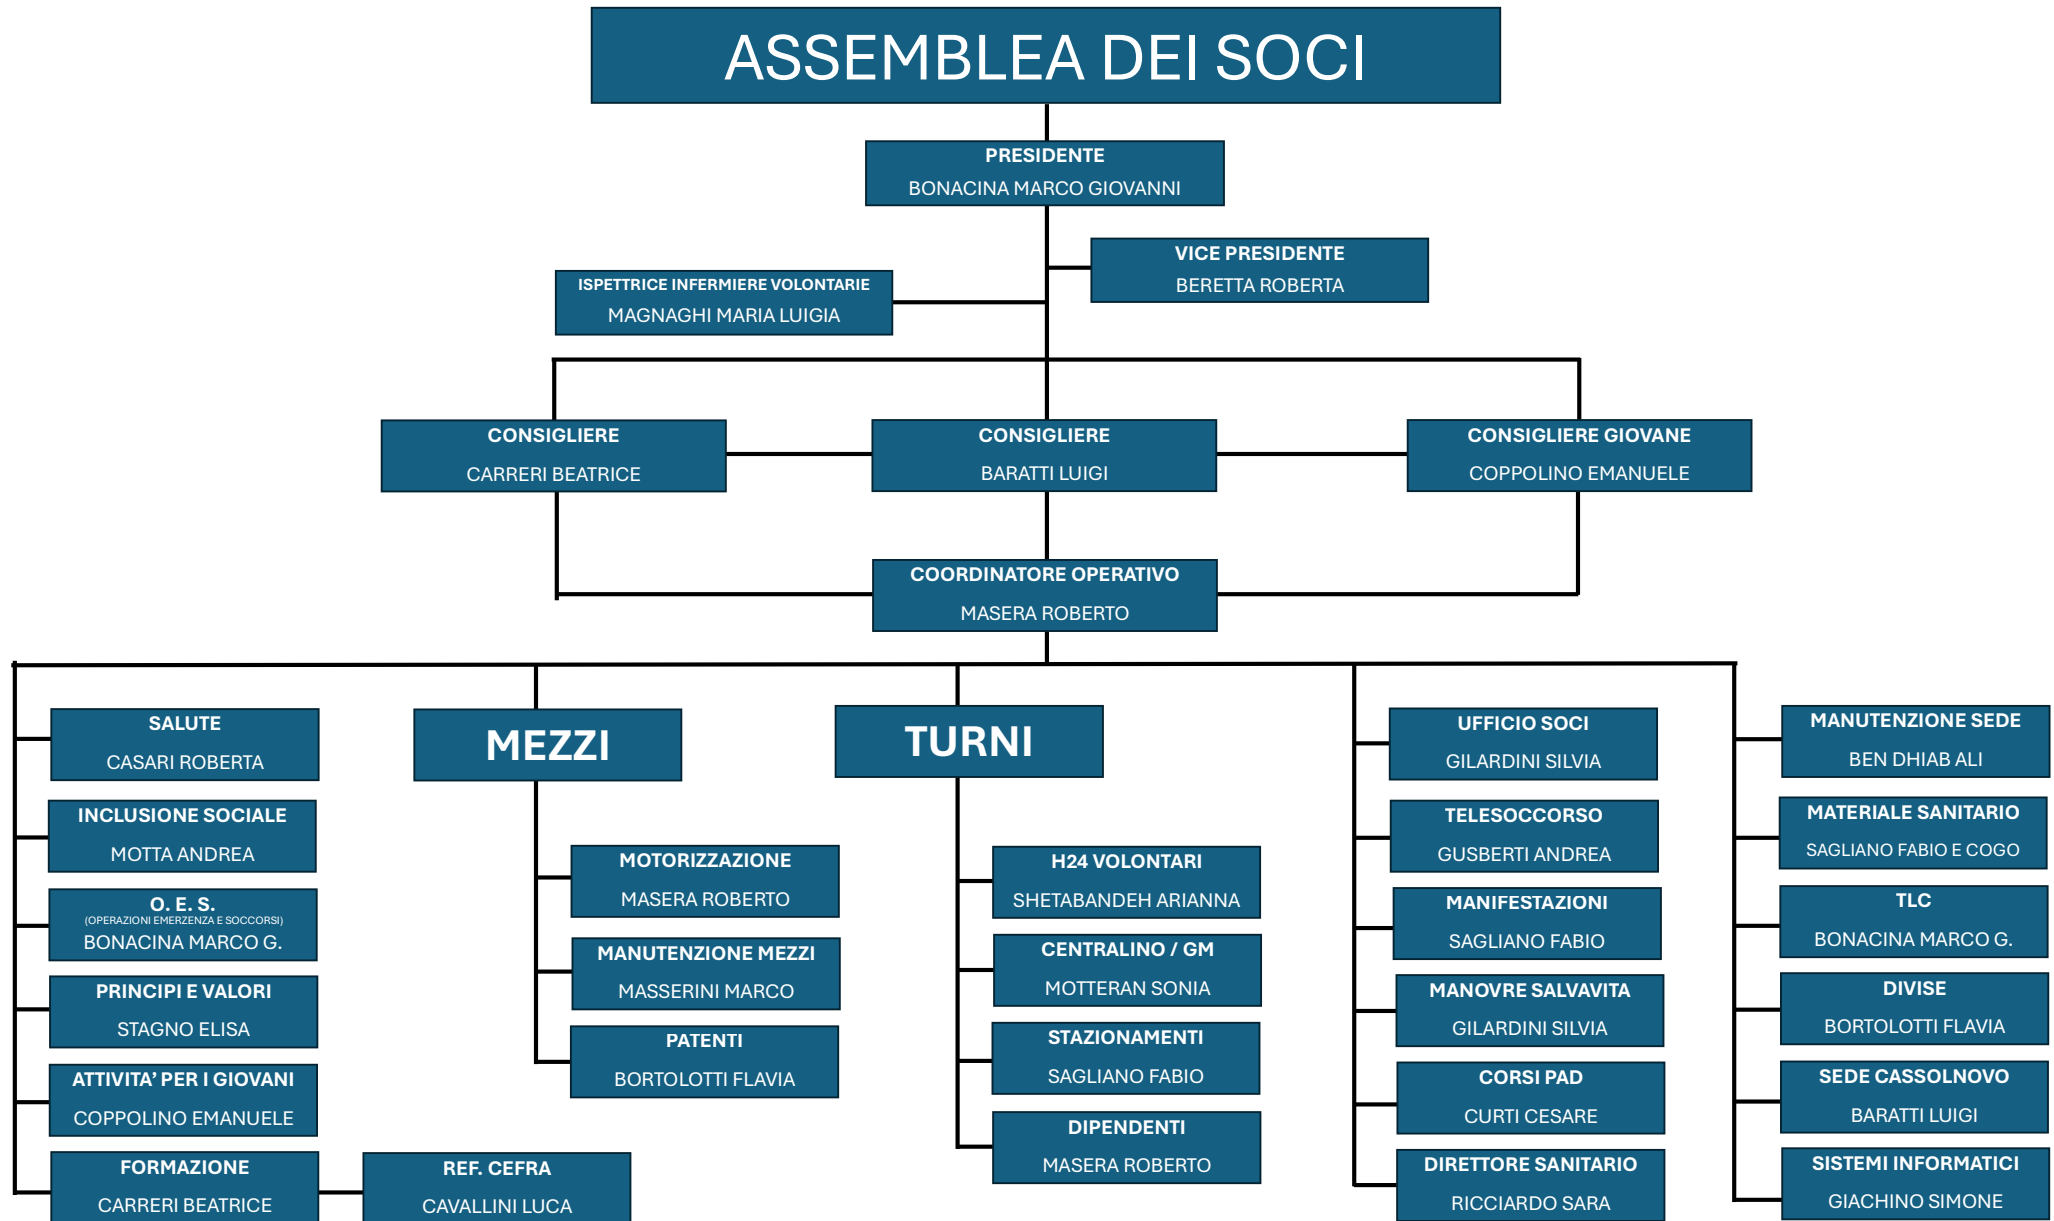 ASSEMBLEA DEI SOCI
PRESIDENTE
BONACINA MARCO GIOVANNI
VICE PRESIDENTE
BERETTA ROBERTA
ISPETTRICE INFERMIERE VOLONTARIE
MAGNAGHI MARIA LUIGIA
CONSIGLIERE
CARRERI BEATRICE
CONSIGLIERE
BARATTI LUIGI
CONSIGLIERE GIOVANE
COPPOLINO EMANUELE
COORDINATORE OPERATIVO
MASERA ROBERTO
SALUTE
CASARI ROBERTA
INCLUSIONE SOCIALE
MOTTA ANDREA
O. E. S.
(OPERAZIONI EMERZENZA E SOCCORSI)
BONACINA MARCO G.
PRINCIPI E VALORI
STAGNO ELISA
ATTIVITA’ PER I GIOVANI
COPPOLINO EMANUELE
FORMAZIONE
CARRERI BEATRICE
REF. CEFRA
CAVALLINI LUCA
MEZZI
MOTORIZZAZIONE
MASERA ROBERTO
MANUTENZIONE MEZZI
MASSERINI MARCO
PATENTI
BORTOLOTTI FLAVIA
TURNI
H24 VOLONTARI
SHETABANDEH ARIANNA
CENTRALINO / GM
MOTTERAN SONIA
STAZIONAMENTI
SAGLIANO FABIO
DIPENDENTI
MASERA ROBERTO
UFFICIO SOCI
GILARDINI SILVIA
TELESOCCORSO
GUSBERTI ANDREA
MANIFESTAZIONI
SAGLIANO FABIO
MANOVRE SALVAVITA
GILARDINI SILVIA
CORSI PAD
CURTI CESARE
DIRETTORE SANITARIO
RICCIARDO SARA
MANUTENZIONE SEDE
BEN DHIAB ALI
MATERIALE SANITARIO
SAGLIANO FABIO E COGO
TLC
BONACINA MARCO G.
DIVISE
BORTOLOTTI FLAVIA
SEDE CASSOLNOVO
BARATTI LUIGI
SISTEMI INFORMATICI
GIACHINO SIMONE